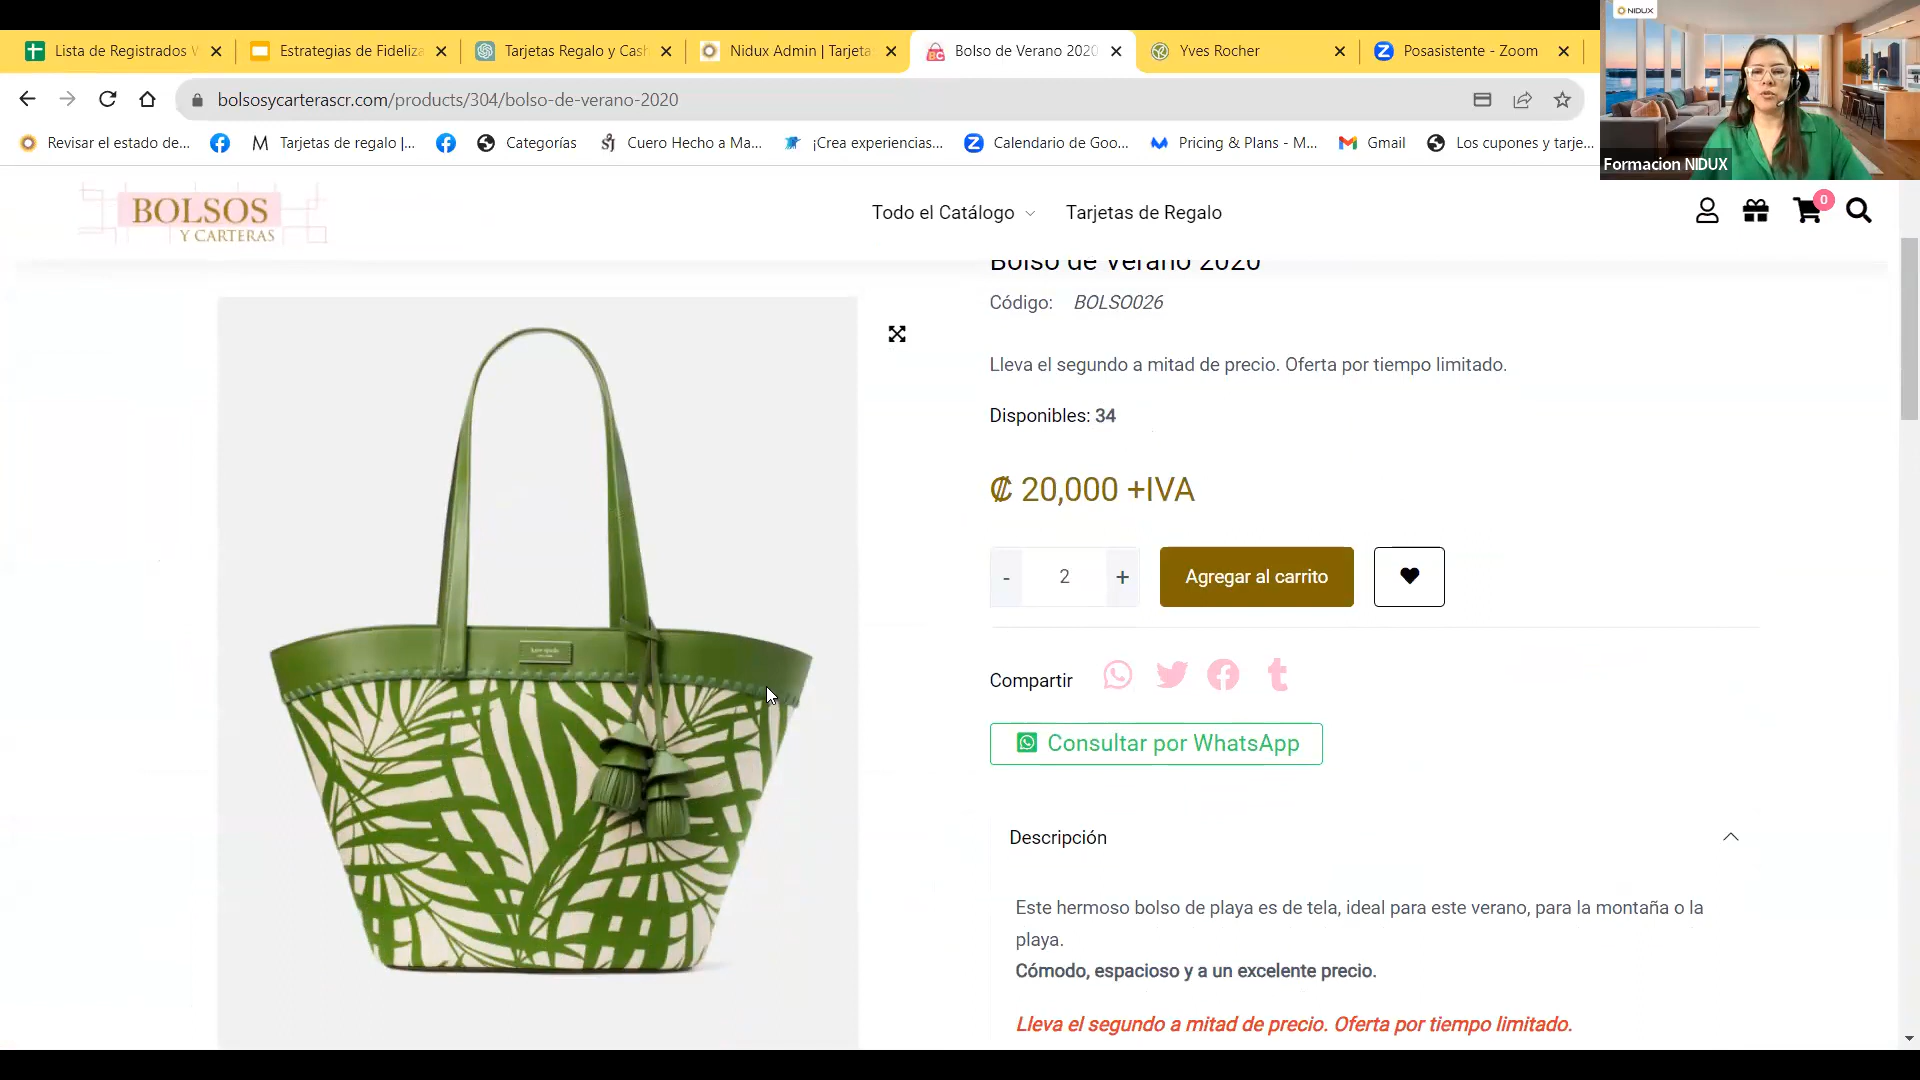 Lista de Registrados
Estrategias de Fideliza
Tarjetas Regalo y Cash
Nidux Admin | Tarjeta
Bolso de Verano 2020
Yves Rocher
Posasistente - Zoom
NIDUX
bolsosycarterascr.com/products/304/bolso-de-verano-2020
Revisar el estado de...
Tarjetas de regalo |...
Categorías
Cuero Hecho a Ma...
¡Crea experiencias...
Calendario de Goo...
Pricing & Plans - M...
Gmail
Los cupones y tarje...
Formacion NIDUX
BOLSOS
Y CARTERAS
Todo el Catálogo
Tarjetas de Regalo
0
Bolso de Verano 2020
Código: BOLSO026
Lleva el segundo a mitad de precio. Oferta por tiempo limitado.
Disponibles: 34
₡ 20,000 +IVA
- 2 +
Agregar al carrito
Compartir
Consultar por WhatsApp
Descripción
Este hermoso bolso de playa es de tela, ideal para este verano, para la montaña o la
playa.
Cómodo, espacioso y a un excelente precio.
Lleva el segundo a mitad de precio. Oferta por tiempo limitado.